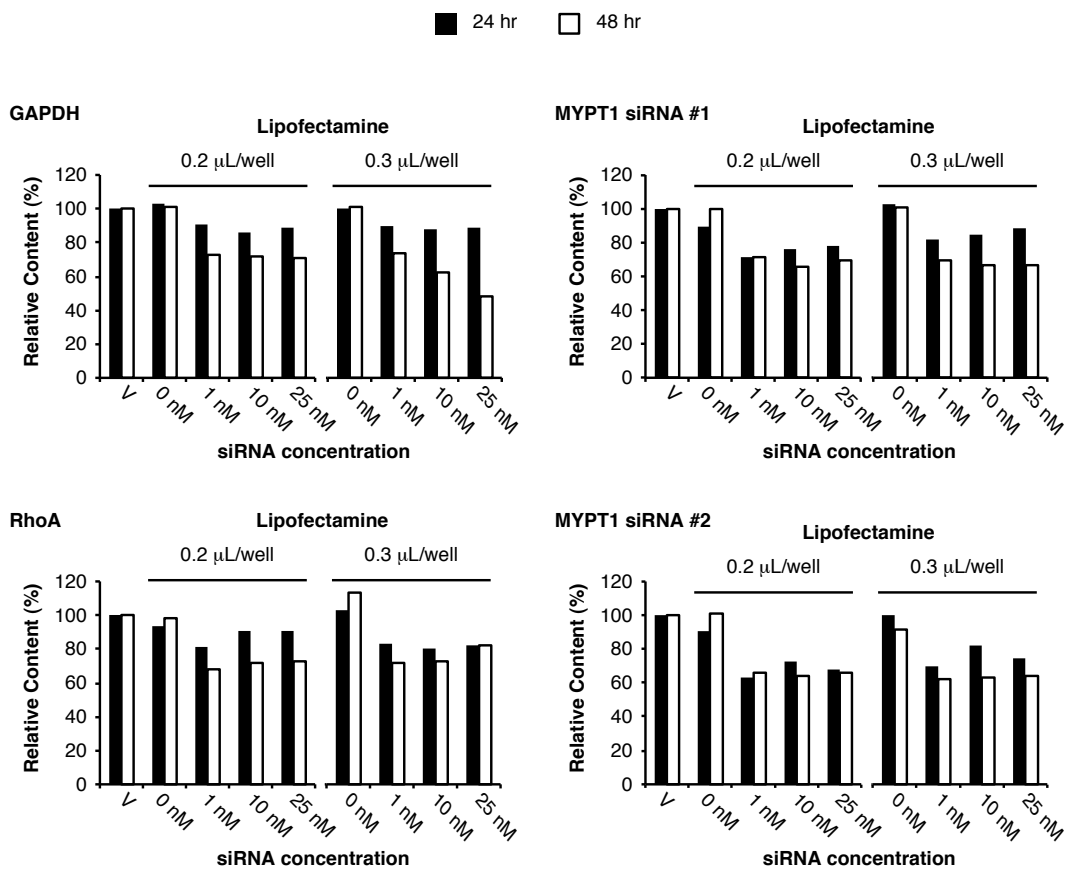 24 hr 48 hr
GAPDH
Lipofectamine
0.2 μL/well 0.3 μL/well
Relative Content (%)
120
100
80
60
40
20
0
V 0 nM 1 nM 10 nM 25 nM 0 nM 1 nM 10 nM 25 nM
siRNA concentration
MYPT1 siRNA #1
Lipofectamine
0.2 μL/well 0.3 μL/well
Relative Content (%)
120
100
80
60
40
20
0
V 0 nM 1 nM 10 nM 25 nM 0 nM 1 nM 10 nM 25 nM
siRNA concentration
RhoA
Lipofectamine
0.2 μL/well 0.3 μL/well
Relative Content (%)
120
100
80
60
40
20
0
V 0 nM 1 nM 10 nM 25 nM 0 nM 1 nM 10 nM 25 nM
siRNA concentration
MYPT1 siRNA #2
Lipofectamine
0.2 μL/well 0.3 μL/well
Relative Content (%)
120
100
80
60
40
20
0
V 0 nM 1 nM 10 nM 25 nM 0 nM 1 nM 10 nM 25 nM
siRNA concentration